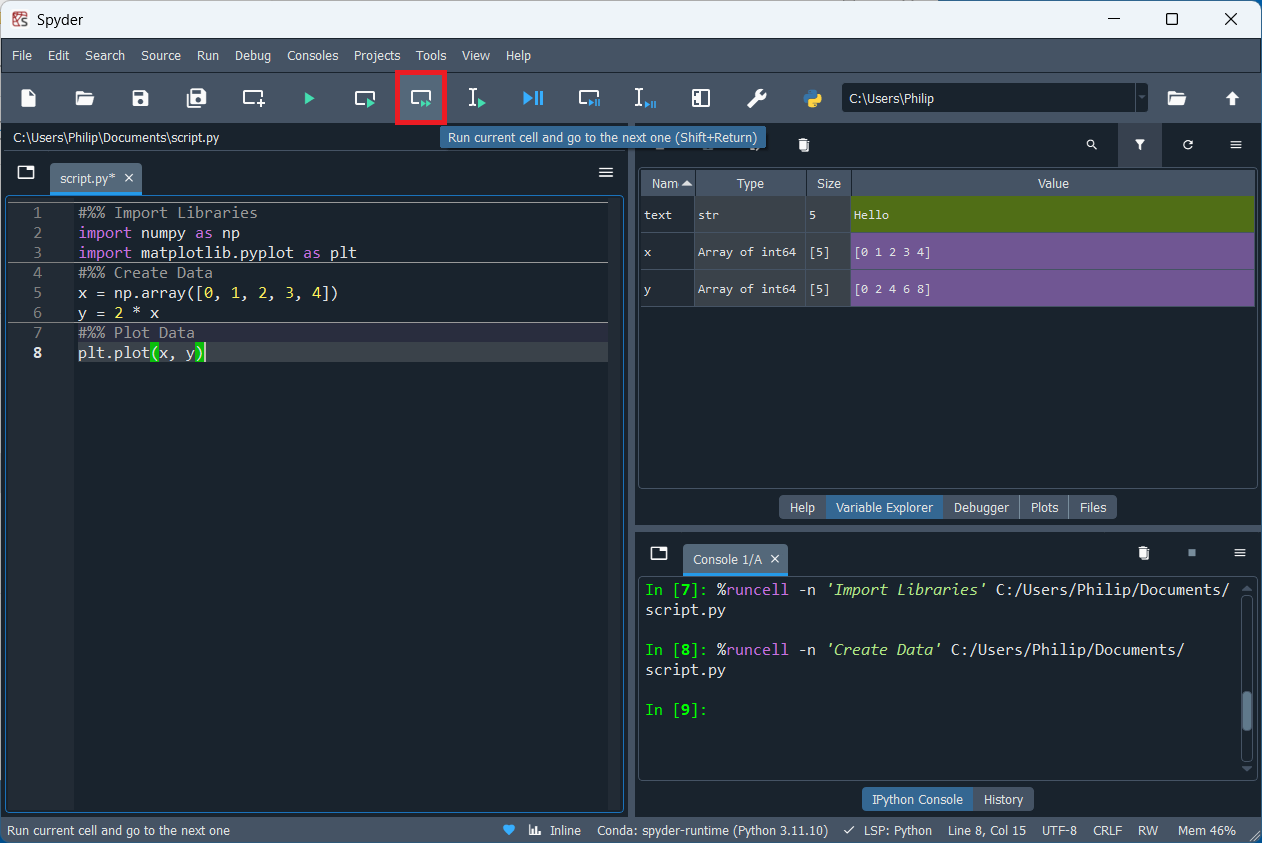 Spyder
File Edit Search Source Run Debug Consoles Projects Tools View Help
C:\Users\Philip
C:\Users\Philip\Documents\script.py
Run current cell and go to the next one (Shift+Return)
script.py*
1 #%% Import Libraries
2 import numpy as np
3 import matplotlib.pyplot as plt
4 #%% Create Data
5 x = np.array([0, 1, 2, 3, 4])
6 y = 2 * x
7 #%% Plot Data
8 plt.plot(x, y)
Nam Type Size Value
text str 5 Hello
x Array of int64 [5] [0 1 2 3 4]
y Array of int64 [5] [0 2 4 6 8]
Help Variable Explorer Debugger Plots Files
Console 1/A
In [7]: %runcell -n 'Import Libraries' C:/Users/Philip/Documents/
script.py
In [8]: %runcell -n 'Create Data' C:/Users/Philip/Documents/
script.py
In [9]:
IPython Console History
Run current cell and go to the next one Inline Conda: spyder-runtime (Python 3.11.10) LSP: Python Line 8, Col 15 UTF-8 CRLF RW Mem 46%